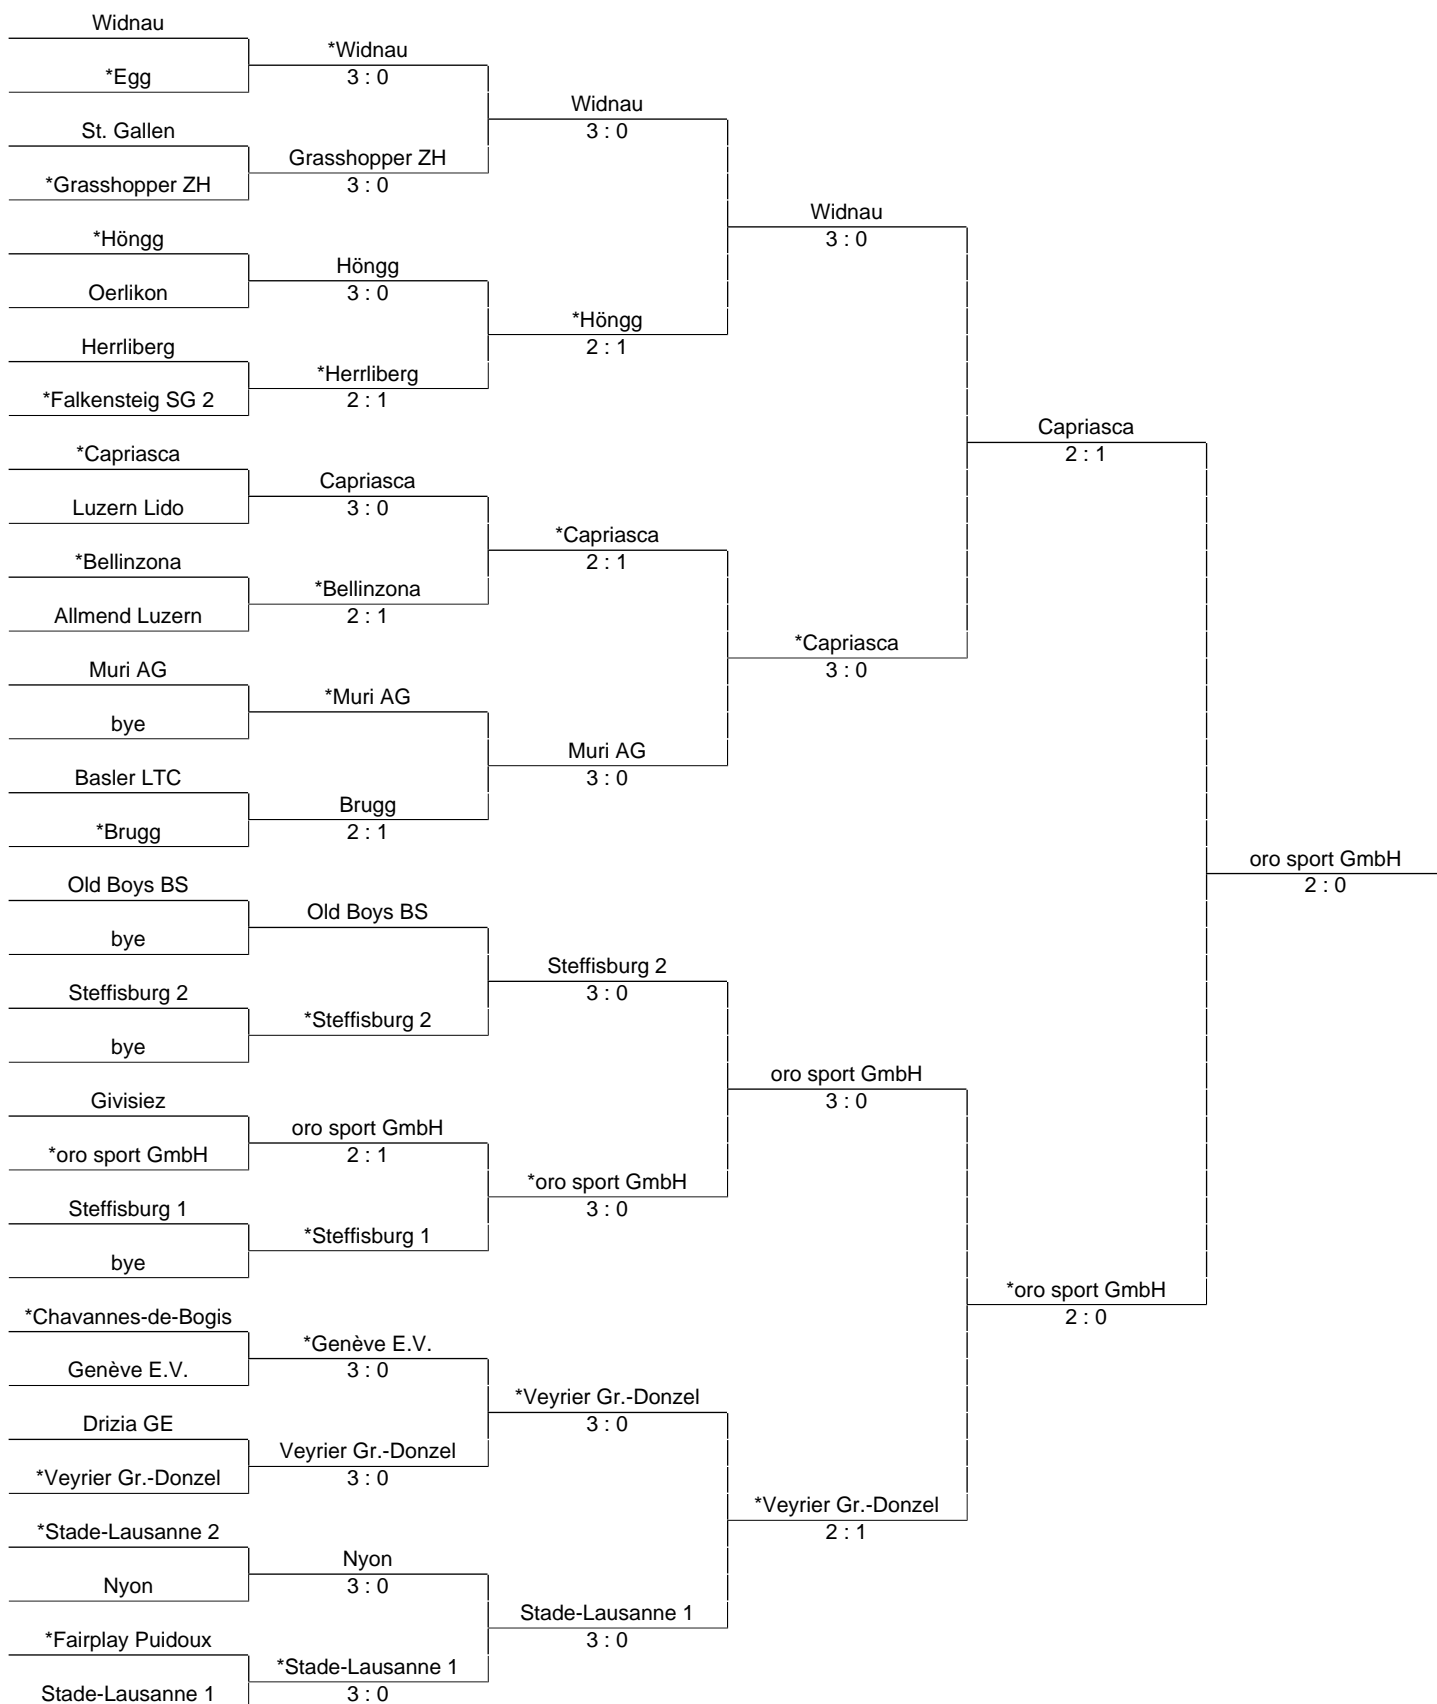 Widnau
*Egg
St. Gallen
*Grasshopper ZH
*Höngg
Oerlikon
Herrliberg
*Falkensteig SG 2
*Capriasca
Luzern Lido
*Bellinzona
Allmend Luzern
Muri AG
bye
Basler LTC
*Brugg
Old Boys BS
bye
Steffisburg 2
bye
Givisiez
*oro sport GmbH
Steffisburg 1
bye
*Chavannes-de-Bogis
Genève E.V.
Drizia GE
*Veyrier Gr.-Donzel
*Stade-Lausanne 2
Nyon
*Fairplay Puidoux
Stade-Lausanne 1
*Widnau
3 : 0
Grasshopper ZH
3 : 0
Höngg
3 : 0
*Herrliberg
2 : 1
Capriasca
3 : 0
*Bellinzona
2 : 1
*Muri AG
Brugg
2 : 1
Old Boys BS
*Steffisburg 2
oro sport GmbH
2 : 1
*Steffisburg 1
*Genève E.V.
3 : 0
Veyrier Gr.-Donzel
3 : 0
Nyon
3 : 0
*Stade-Lausanne 1
3 : 0
Widnau
3 : 0
*Höngg
2 : 1
*Capriasca
2 : 1
Muri AG
3 : 0
Steffisburg 2
3 : 0
*oro sport GmbH
3 : 0
*Veyrier Gr.-Donzel
3 : 0
Stade-Lausanne 1
3 : 0
Widnau
3 : 0
*Capriasca
3 : 0
oro sport GmbH
3 : 0
*Veyrier Gr.-Donzel
2 : 1
Capriasca
2 : 1
*oro sport GmbH
2 : 0
oro sport GmbH
2 : 0